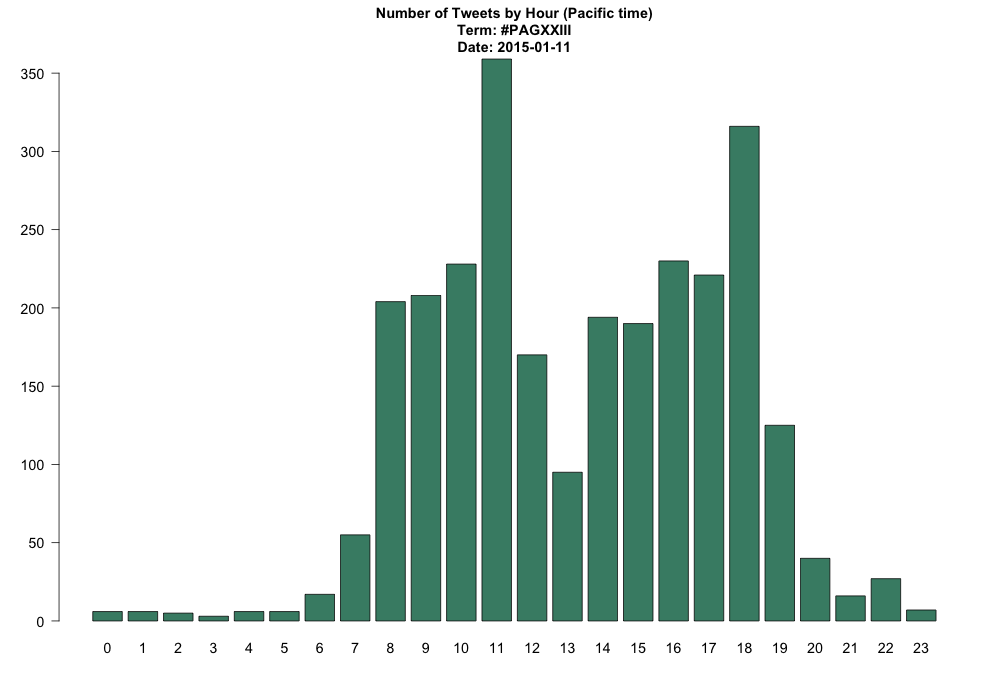 Number of Tweets by Hour (Pacific time)
Term: #PAGXXIII
Date: 2015-01-11
350
300
250
200
150
100
50
0
0 1 2 3 4 5 6 7 8 9 10 11 12 13 14 15 16 17 18 19 20 21 22 23